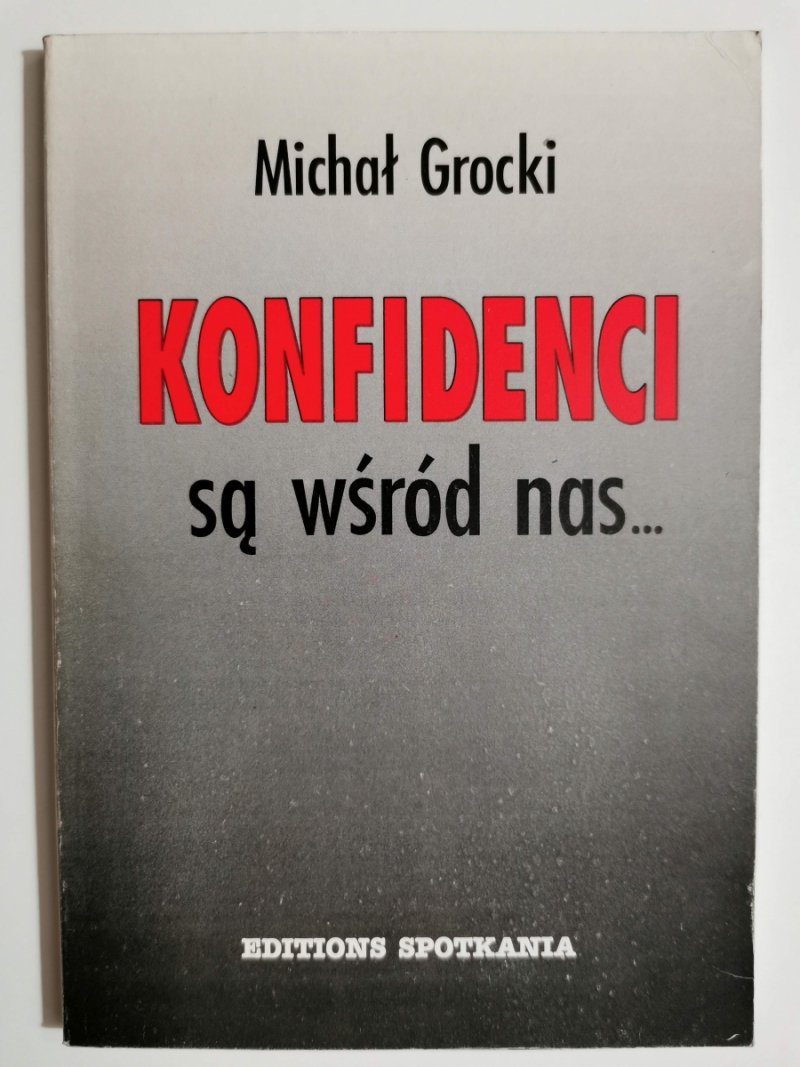 Michał Grocki
KONFIDENCI
są wśród nas...
EDITIONS SPOTKANIA